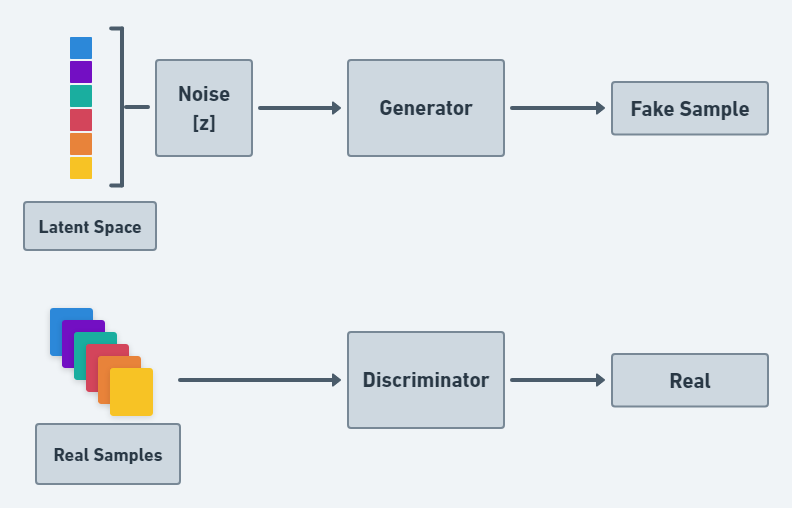 Noise
[z]
Generator
Fake Sample
Latent Space
Discriminator
Real
Real Samples